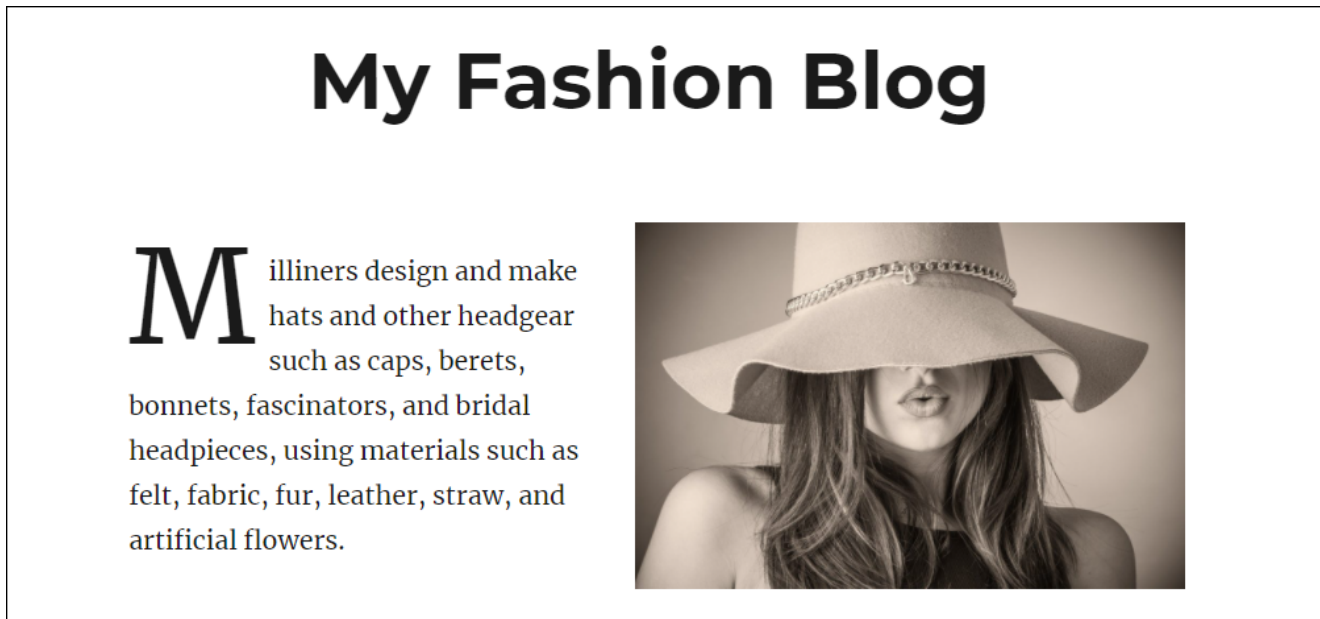 My Fashion Blog
Milliners design and make
hats and other headgear
such as caps, berets,
bonnets, fascinators, and bridal
headpieces, using materials such as
felt, fabric, fur, leather, straw, and
artificial flowers.